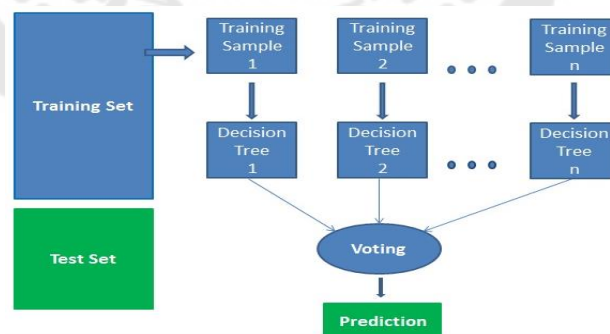 Training Set
Training
Sample
1
Training
Sample
2
Training
Sample
n
Decision
Tree
1
Decision
Tree
2
Decision
Tree
n
Voting
Test Set
Prediction